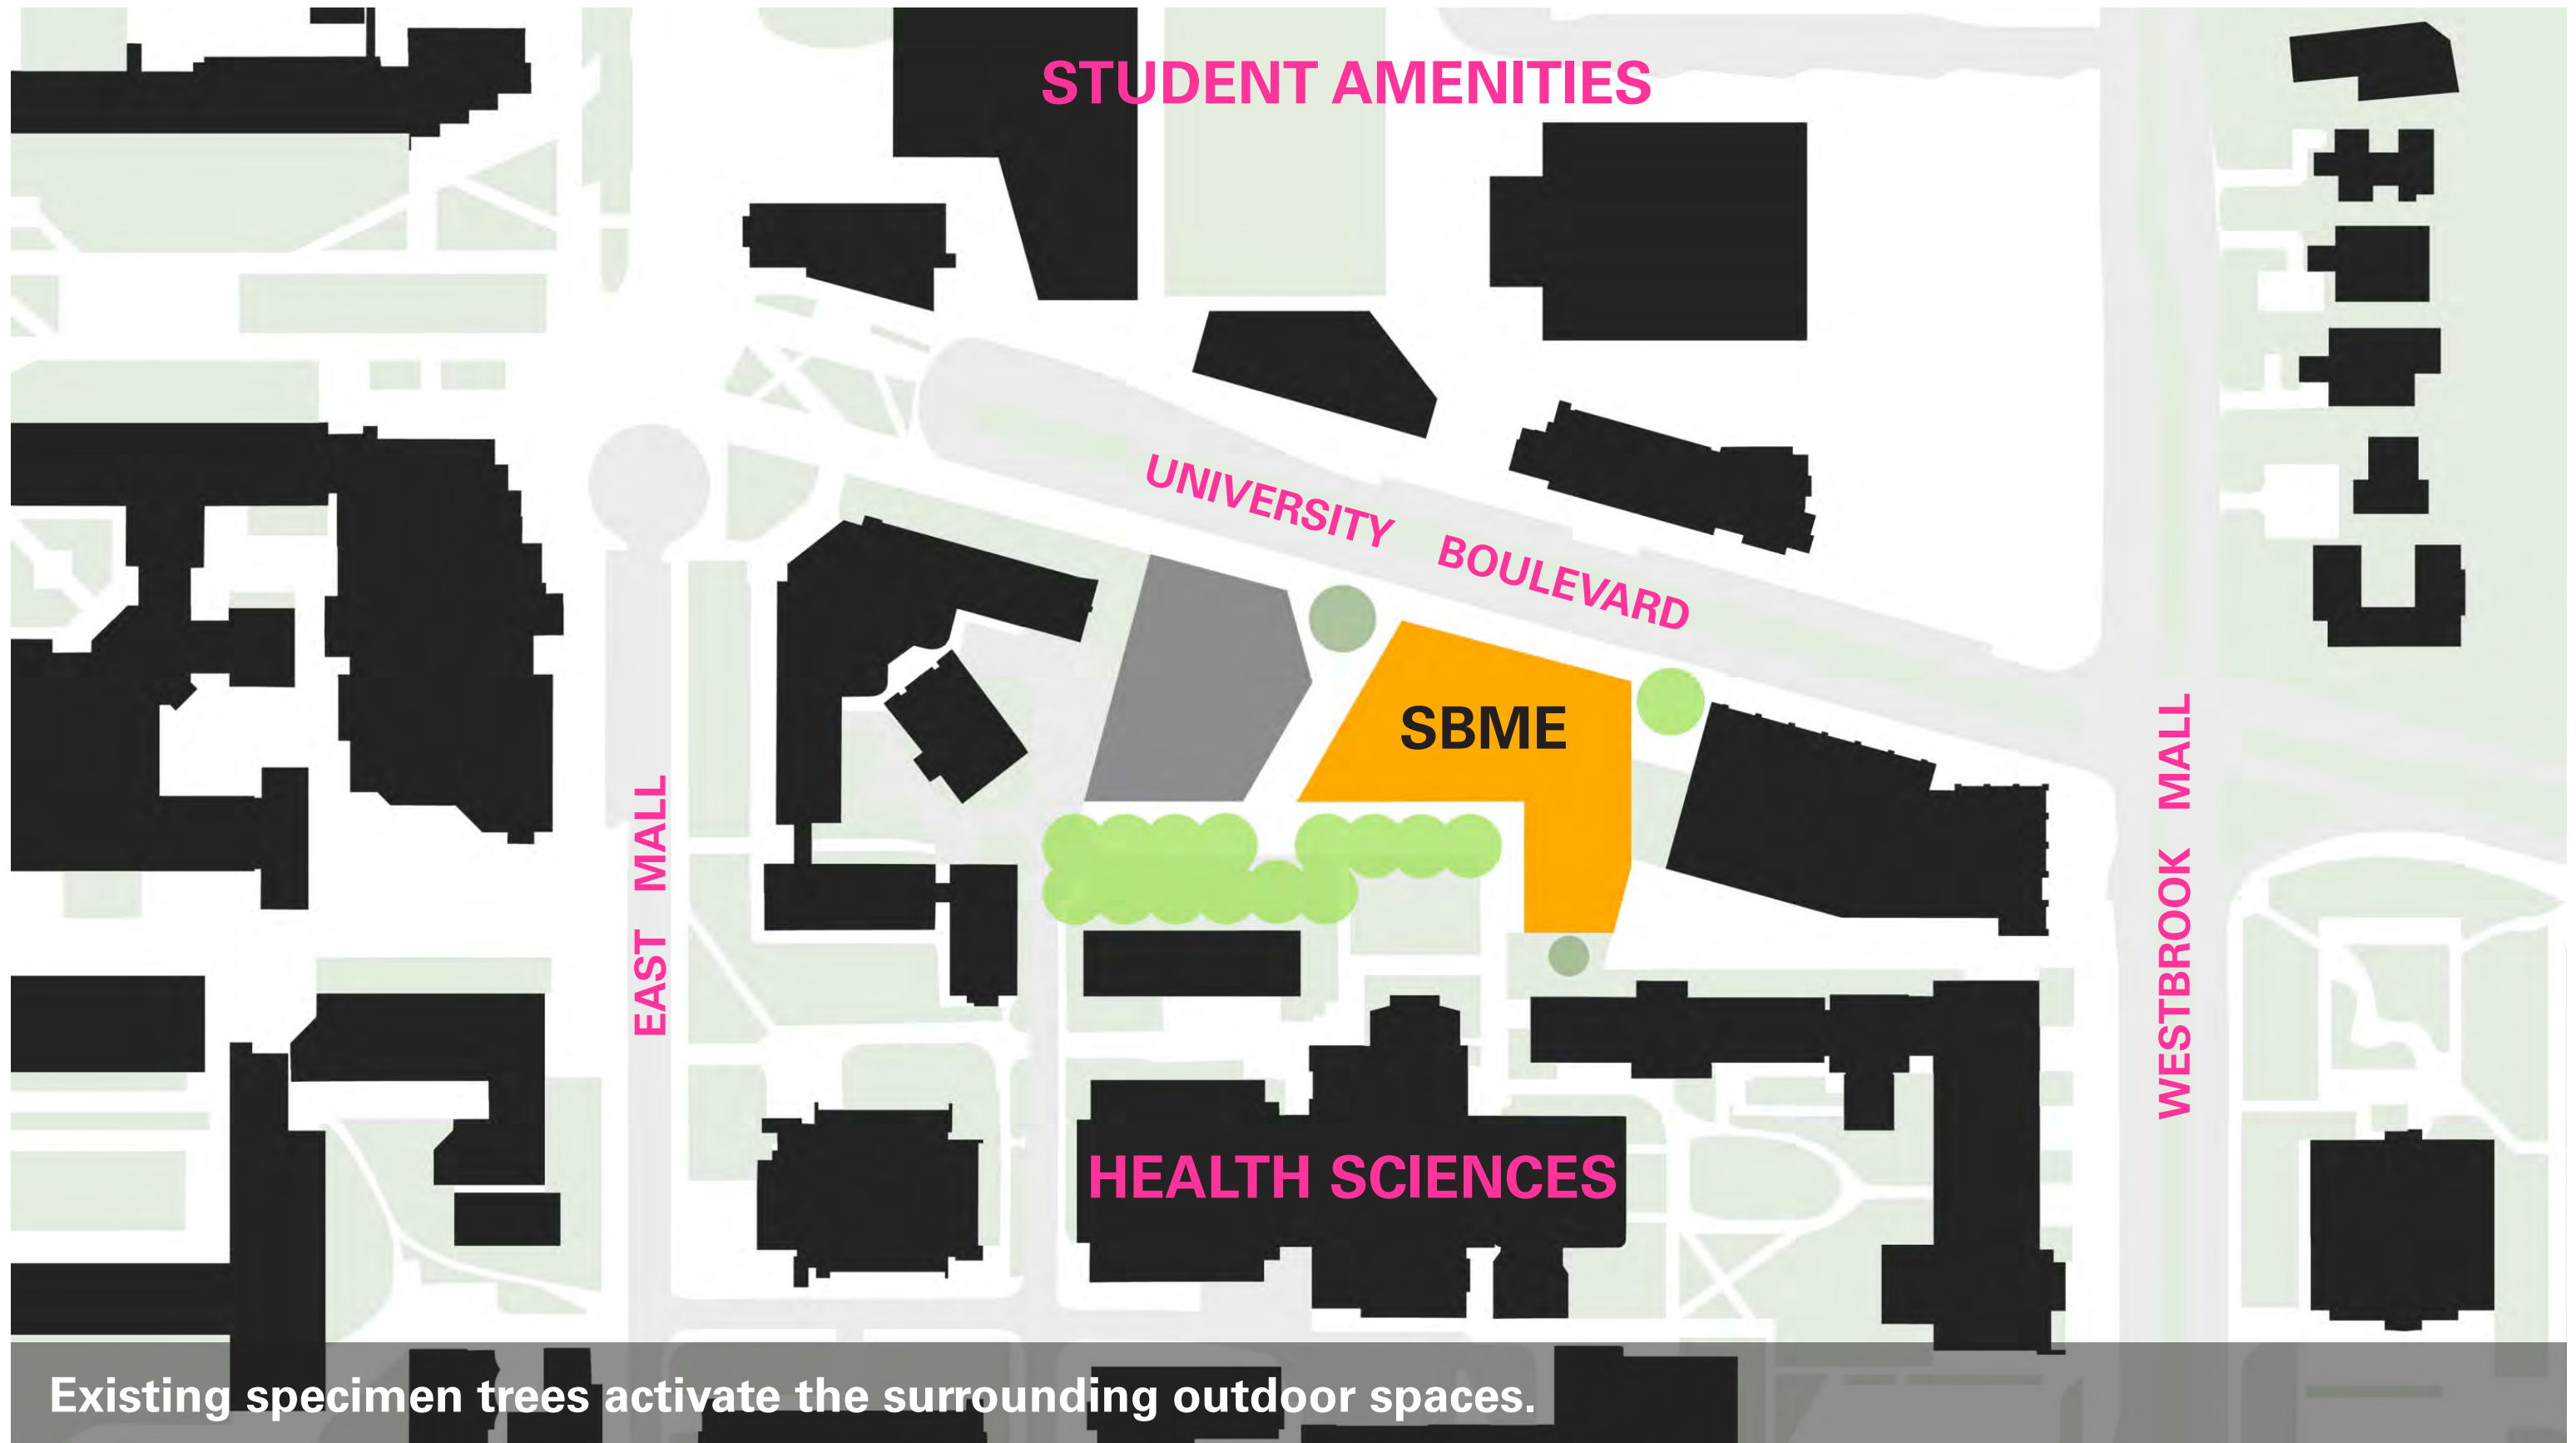 STUDENT AMENITIES
UNIVERSITY BOULEVARD
SBME
EAST MALL
WESTBROOK MALL
HEALTH SCIENCES
Existing specimen trees activate the surrounding outdoor spaces.